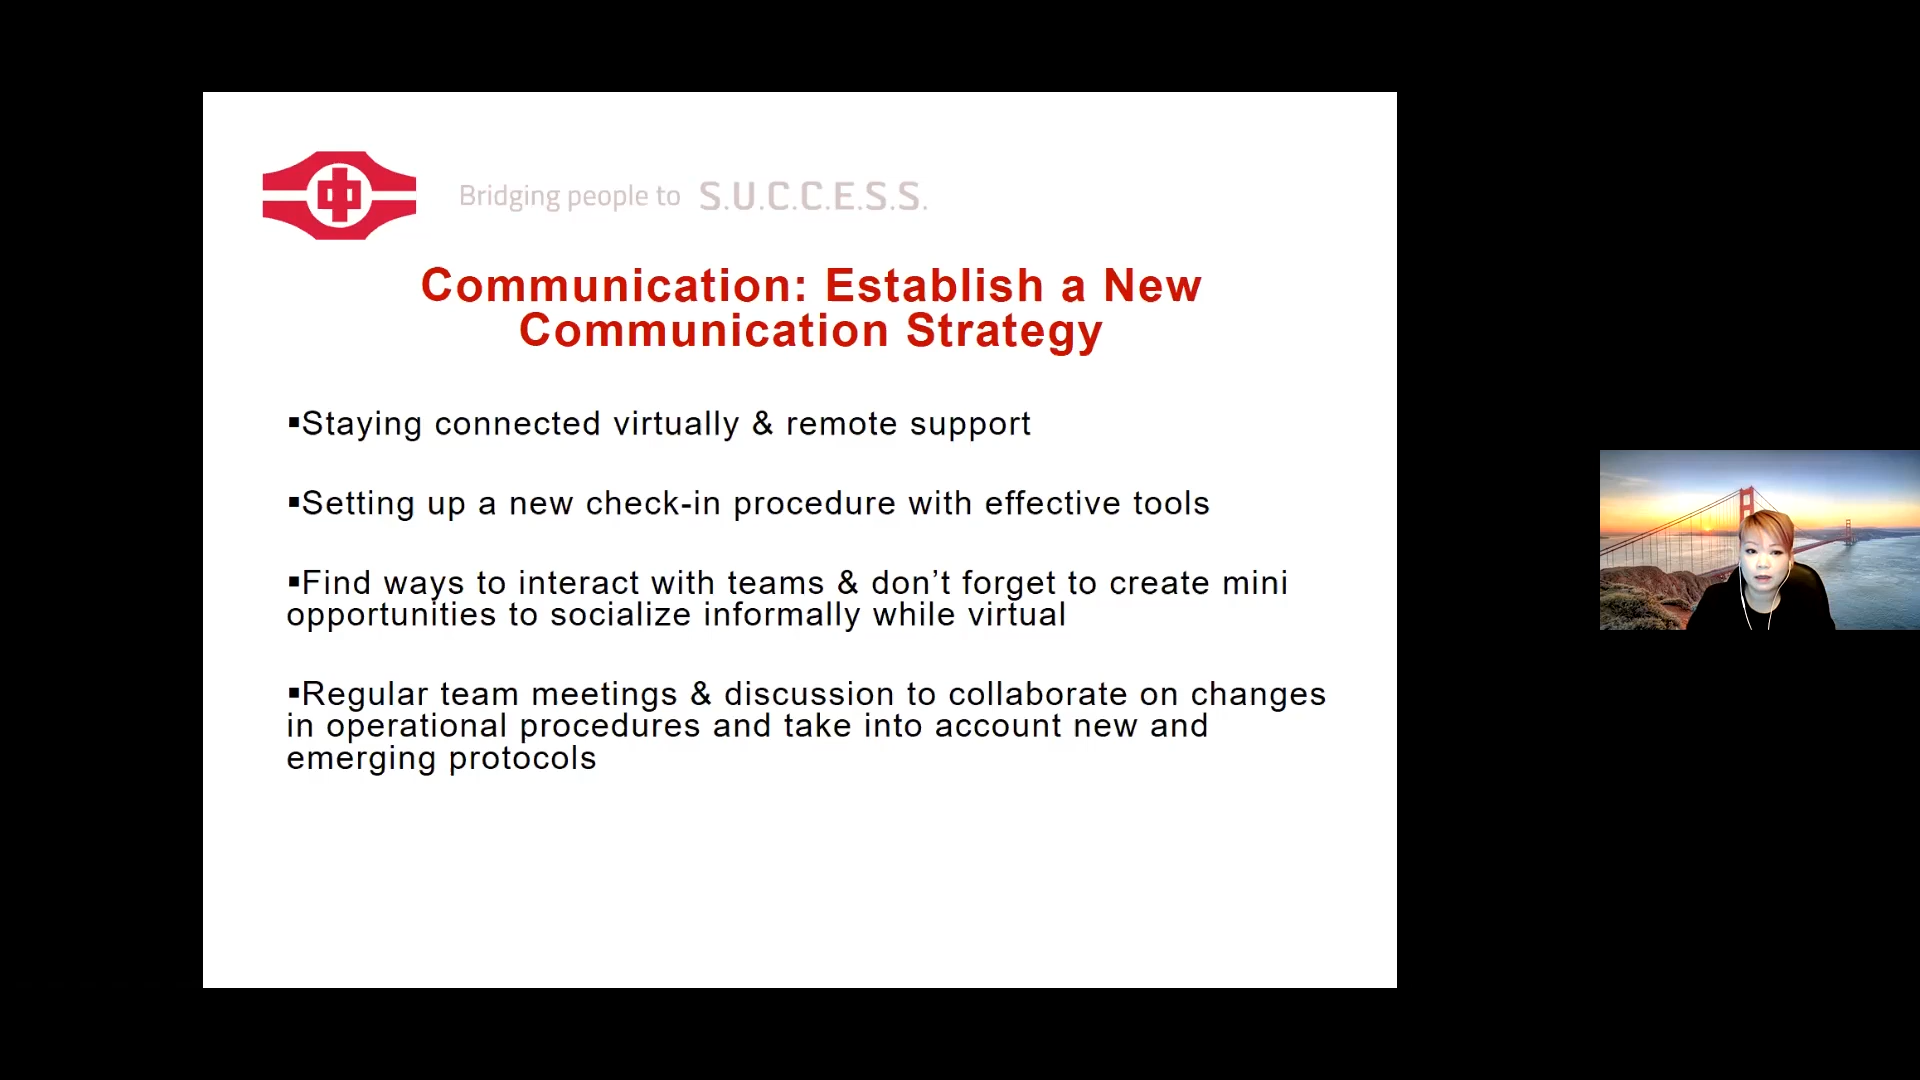 中
Bridging people to S.U.C.C.E.S.S.
Communication: Establish a New
Communication Strategy
▪Staying connected virtually & remote support
▪Setting up a new check-in procedure with effective tools
▪Find ways to interact with teams & don’t forget to create mini
opportunities to socialize informally while virtual
▪Regular team meetings & discussion to collaborate on changes
in operational procedures and take into account new and
emerging protocols